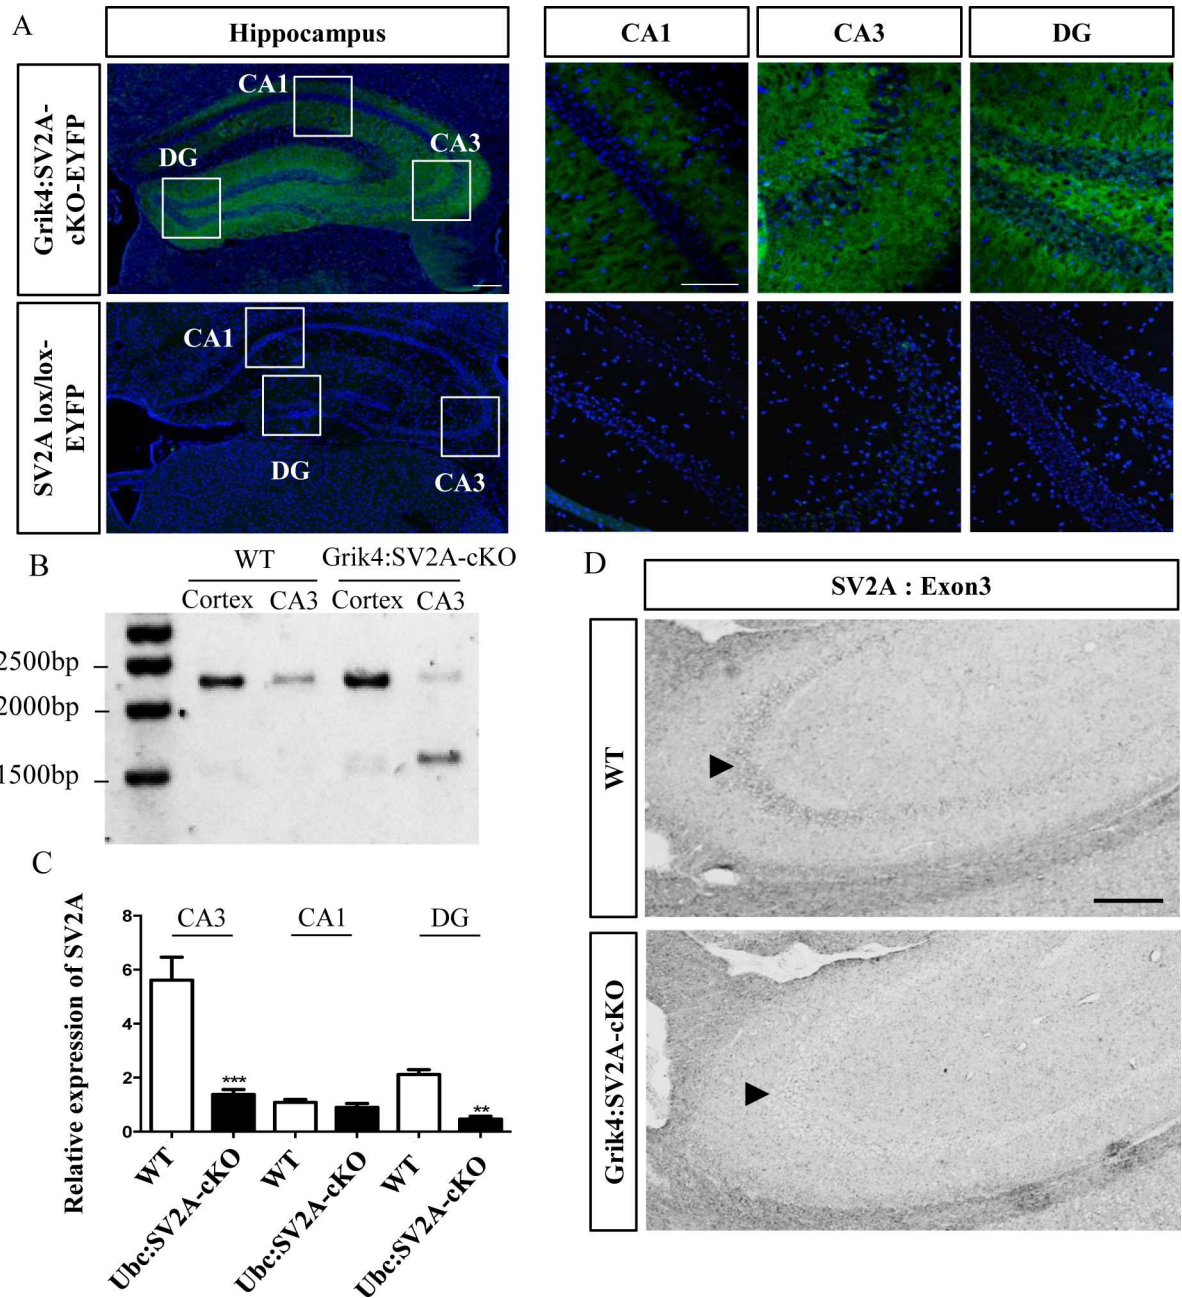 A
Hippocampus
CA1
CA3
DG
Grik4:SV2A-
cKO-EYFP
CA1
CA3
DG
SV2A lox/lox-
EYFP
CA1
DG
CA3
B
WT
Grik4:SV2A-cKO
Cortex
CA3
Cortex
CA3
2500bp
2000bp
1500bp
C
Relative expression of SV2A
8
6
4
2
0
CA3
CA1
DG
***
**
WT
Ubc:SV2A-cKO
WT
Ubc:SV2A-cKO
WT
Ubc:SV2A-cKO
D
SV2A : Exon3
WT
Grik4:SV2A-cKO